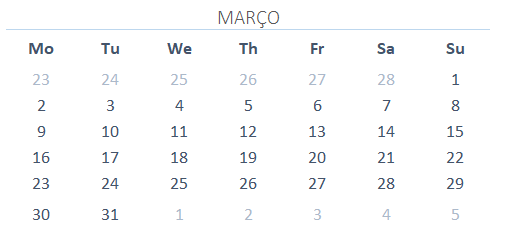 MARÇO
Mo Tu We Th Fr Sa Su
23 24 25 26 27 28 1
2 3 4 5 6 7 8
9 10 11 12 13 14 15
16 17 18 19 20 21 22
23 24 25 26 27 28 29
30 31 1 2 3 4 5